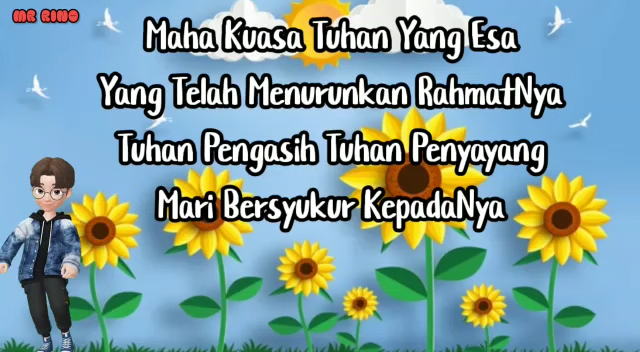 MR RINO
Maha Kuasa Tuhan Yang Esa
Yang Telah Menurunkan RahmatNya
Tuhan Pengasih Tuhan Penyayang
Mari Bersyukur KepadaNya